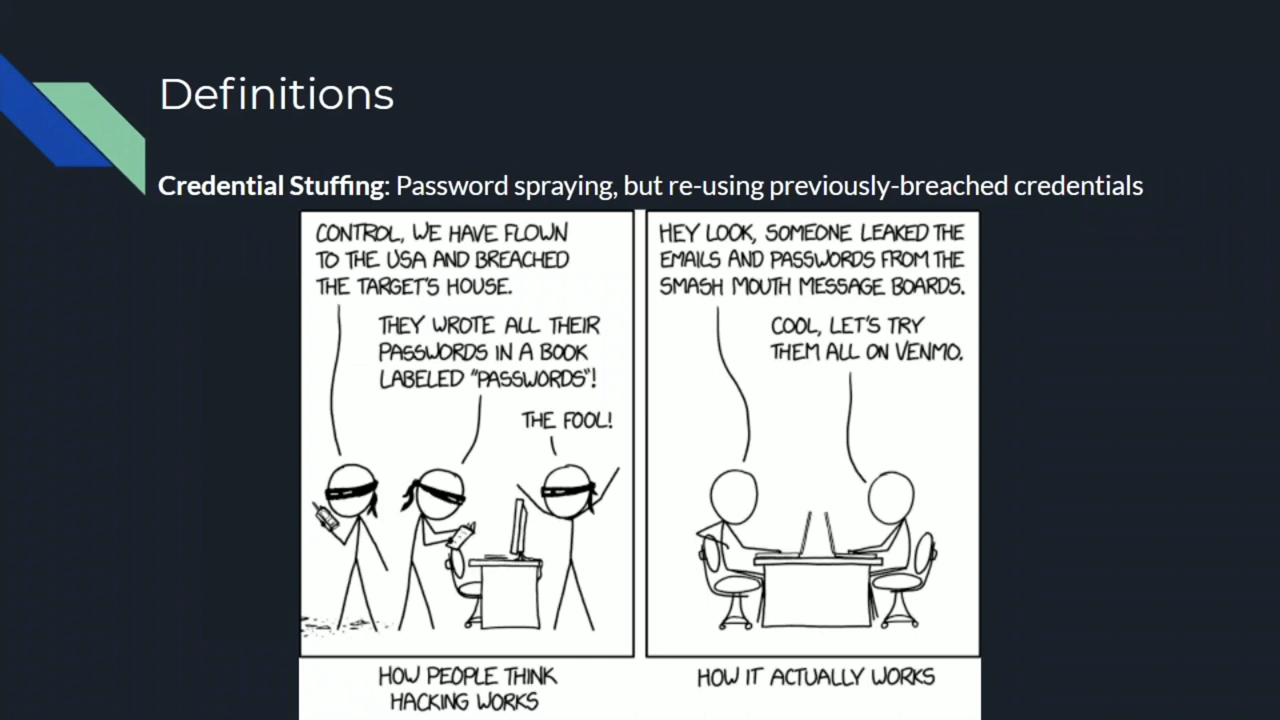 Definitions
Credential Stuffing: Password spraying, but re-using previously-breached credentials
CONTROL, WE HAVE FLOWN
TO THE USA AND BREACHED
THE TARGET'S HOUSE.
THEY WROTE ALL THEIR
PASSWORDS IN A BOOK
LABELED "PASSWORDS"!
THE FOOL!
HOW PEOPLE THINK
HACKING WORKS
HEY LOOK, SOMEONE LEAKED THE
EMAILS AND PASSWORDS FROM THE
SMASH MOUTH MESSAGE BOARDS.
COOL, LET'S TRY
THEM ALL ON VENMO.
HOW IT ACTUALLY WORKS